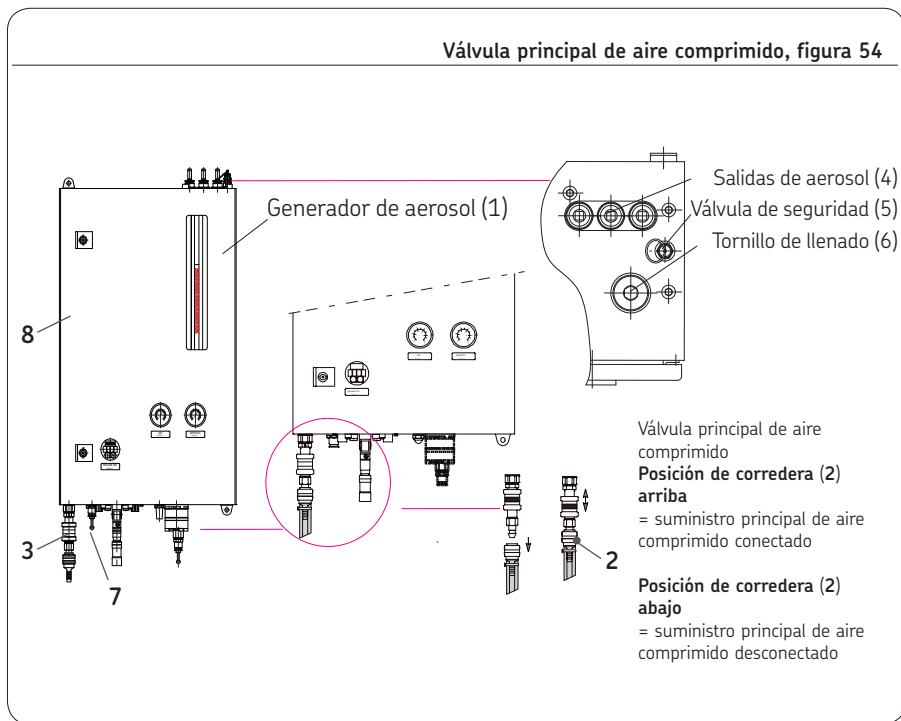 Válvula principal de aire comprimido, figura 54
Generador de aerosol (1)
Salidas de aerosol (4)
Válvula de seguridad (5)
Tornillo de llenado (6)
8
3
7
2
Válvula principal de aire
comprimido
Posición de corredera (2)
arriba
= suministro principal de aire
comprimido conectado
Posición de corredera (2)
abajo
= suministro principal de aire
comprimido desconectado